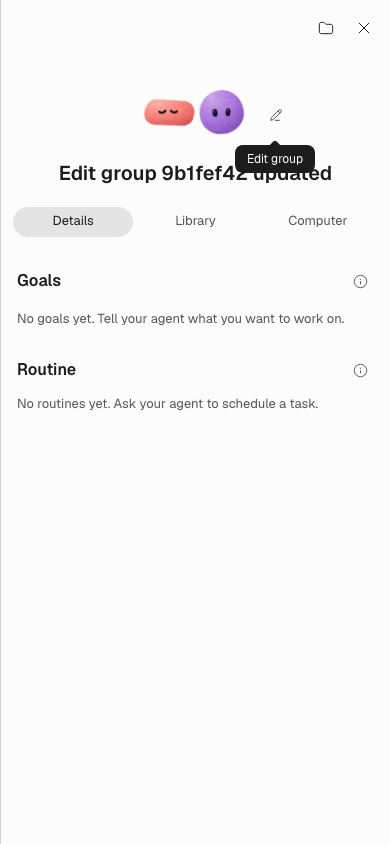 Edit group
Edit group 9b1fef42 updated
Details
Library
Computer
Goals
No goals yet. Tell your agent what you want to work on.
Routine
No routines yet. Ask your agent to schedule a task.